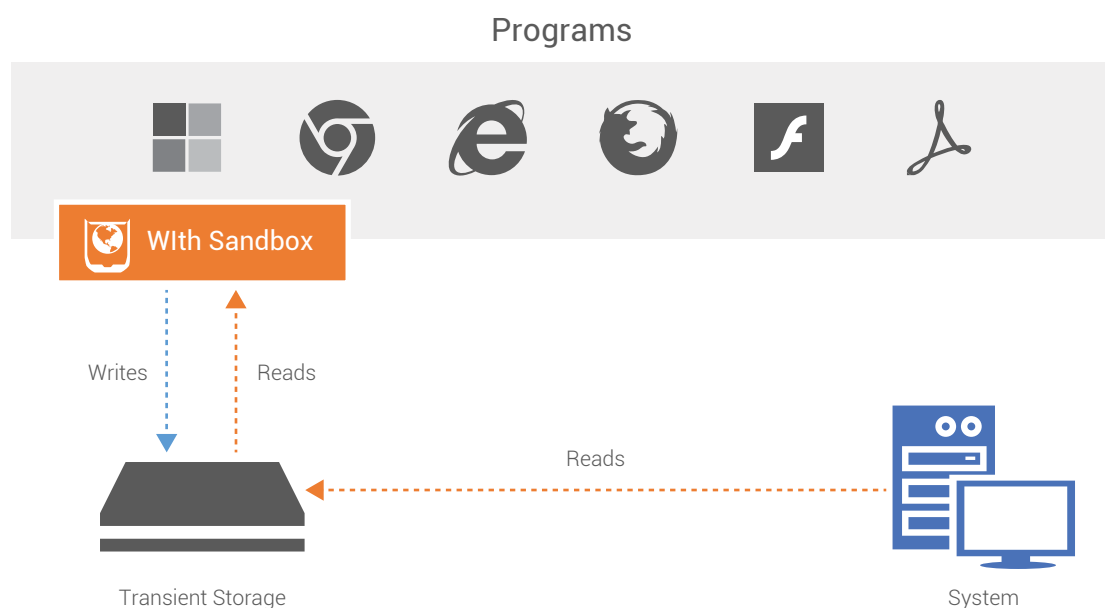 Programs
WIth Sandbox
Writes
Reads
Reads
Transient Storage
System